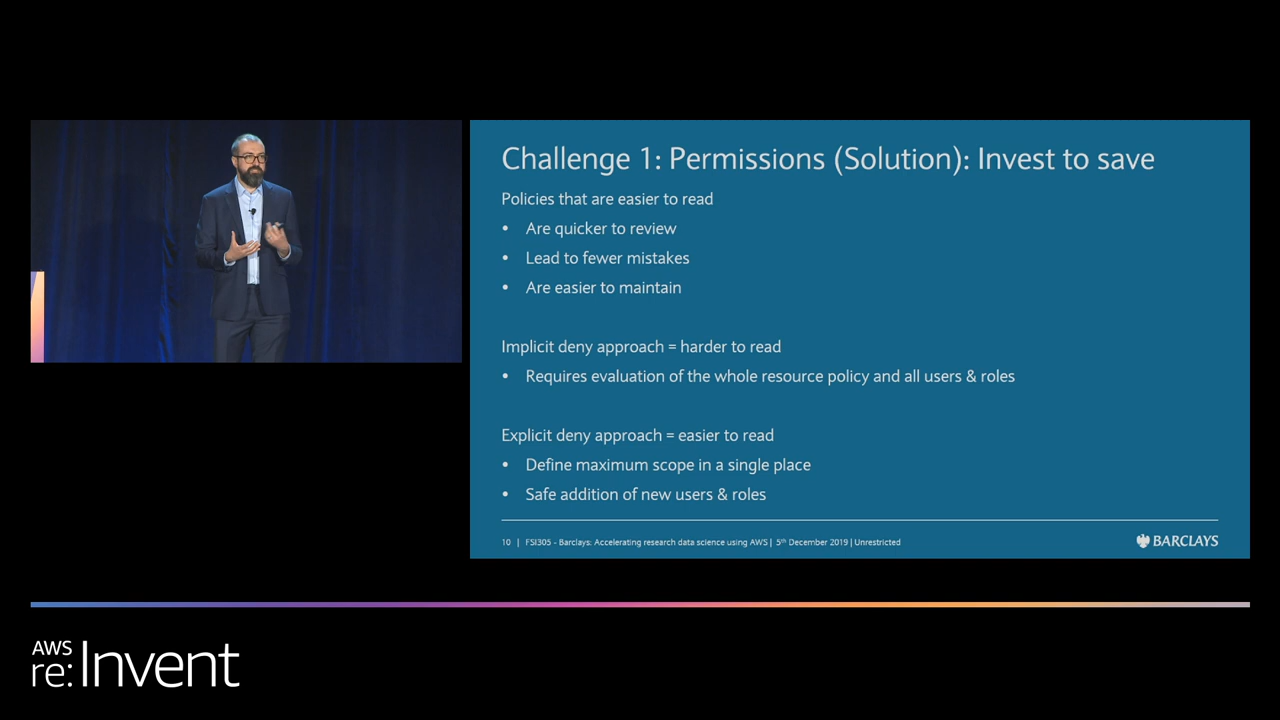 Challenge 1: Permissions (Solution): Invest to save
Policies that are easier to read
• Are quicker to review
• Lead to fewer mistakes
• Are easier to maintain
Implicit deny approach = harder to read
• Requires evaluation of the whole resource policy and all users & roles
Explicit deny approach = easier to read
• Define maximum scope in a single place
• Safe addition of new users & roles
10 | FSI305 - Barclays: Accelerating research data science using AWS | 5th December 2019 | Unrestricted
BARCLAYS
AWS
re:Invent